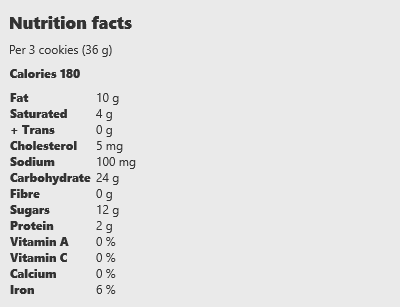 Nutrition facts
Per 3 cookies (36 g)
Calories 180
Fat 10 g
Saturated 4 g
+ Trans 0 g
Cholesterol 5 mg
Sodium 100 mg
Carbohydrate 24 g
Fibre 0 g
Sugars 12 g
Protein 2 g
Vitamin A 0 %
Vitamin C 0 %
Calcium 0 %
Iron 6 %